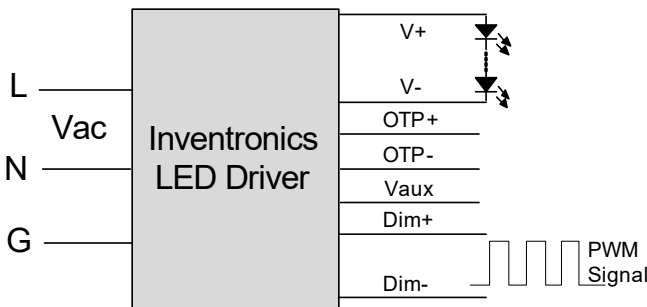 V+
L
V-
Vac
OTP+
Inventronics
LED Driver
OTP-
N
Vaux
Dim+
G
PWM
Signal
Dim-